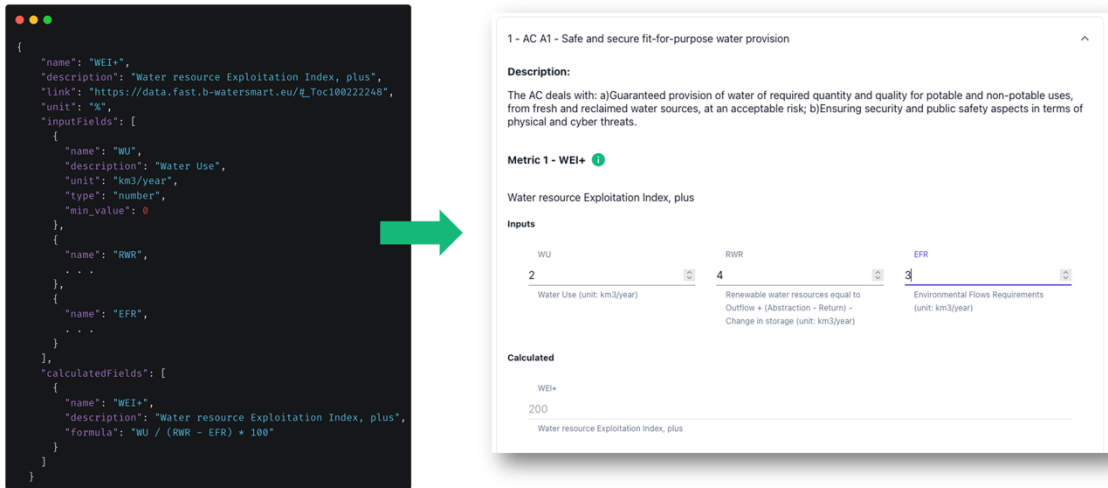 {
"name": "WEI+",
"description": "Water resource Exploitation Index, plus",
"link": "https://data.fast.b-watersmart.eu/#_Toc100222248",
"unit": "%",
"inputFields": [
{
"name": "WU",
"description": "Water Use",
"unit": "km3/year",
"type": "number",
"min_value": 0
},
{
"name": "RWR",
. . .
},
{
"name": "EFR",
. . .
}
],
"calculatedFields": [
{
"name": "WEI+",
"description": "Water resource Exploitation Index, plus",
"formula": "WU / (RWR - EFR) * 100"
}
]
}
1 - AC A1 - Safe and secure fit-for-purpose water provision
Description:
The AC deals with: a)Guaranteed provision of water of required quantity and quality for potable and non-potable uses,
from fresh and reclaimed water sources, at an acceptable risk; b)Ensuring security and public safety aspects in terms of
physical and cyber threats.
Metric 1 - WEI+ i
Water resource Exploitation Index, plus
Inputs
WU
2
Water Use (unit: km3/year)
RWR
4
Renewable water resources equal to
Outflow + (Abstraction - Return) -
Change in storage (unit: km3/year)
EFR
3
Environmental Flows Requirements
(unit: km3/year)
Calculated
WEI+
200
Water resource Exploitation Index, plus